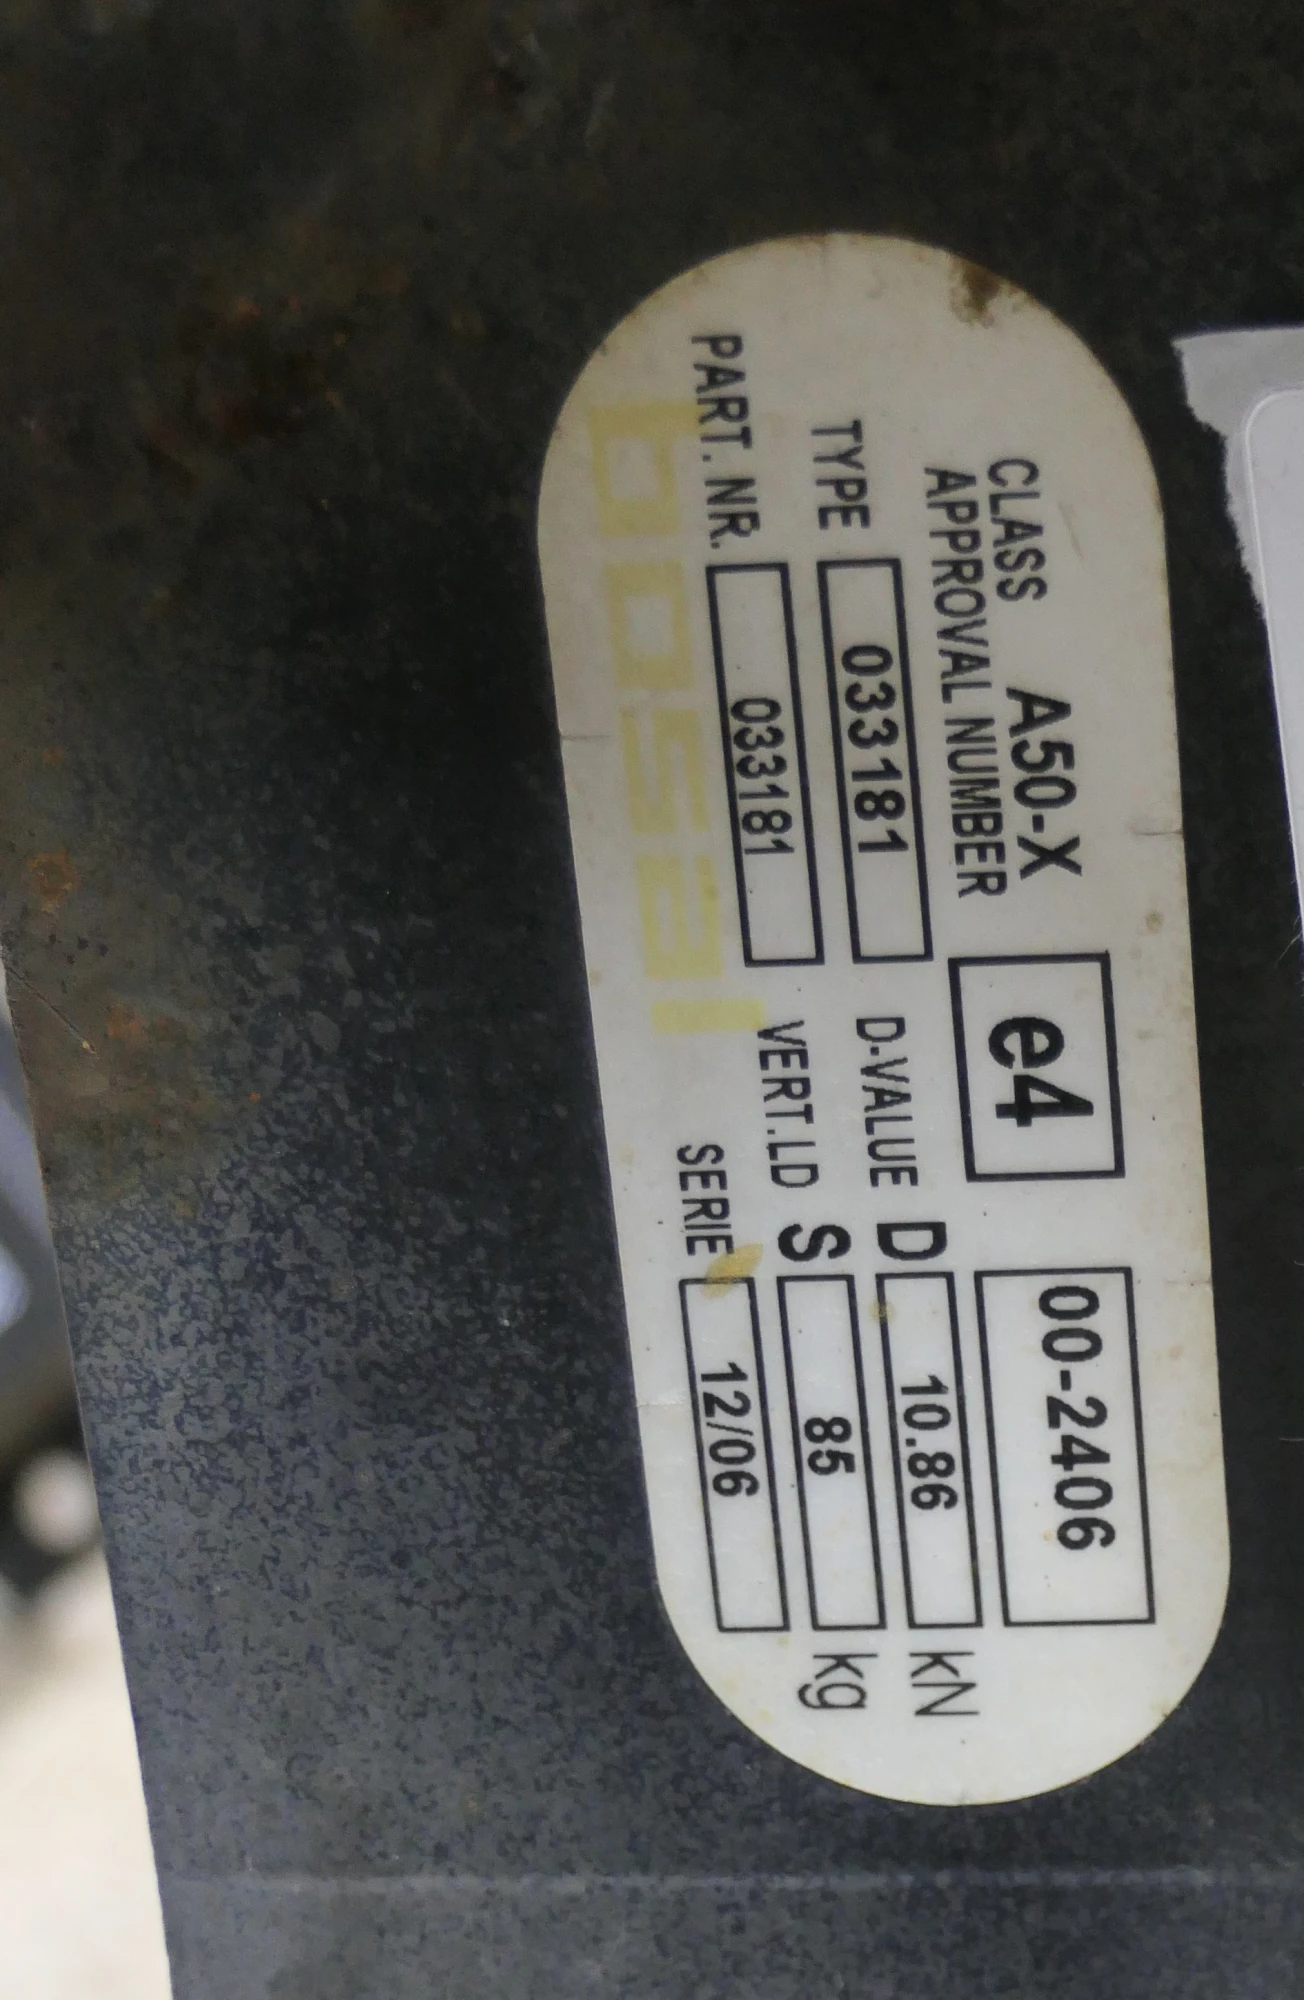 CLASS A50-X
APPROVAL NUMBER e4 00-2406
TYPE 033181 D-VALUE D 10.86 kN
PART. NR. 033181 VERT.LD S 85 kg
bosal SERIE 12/06